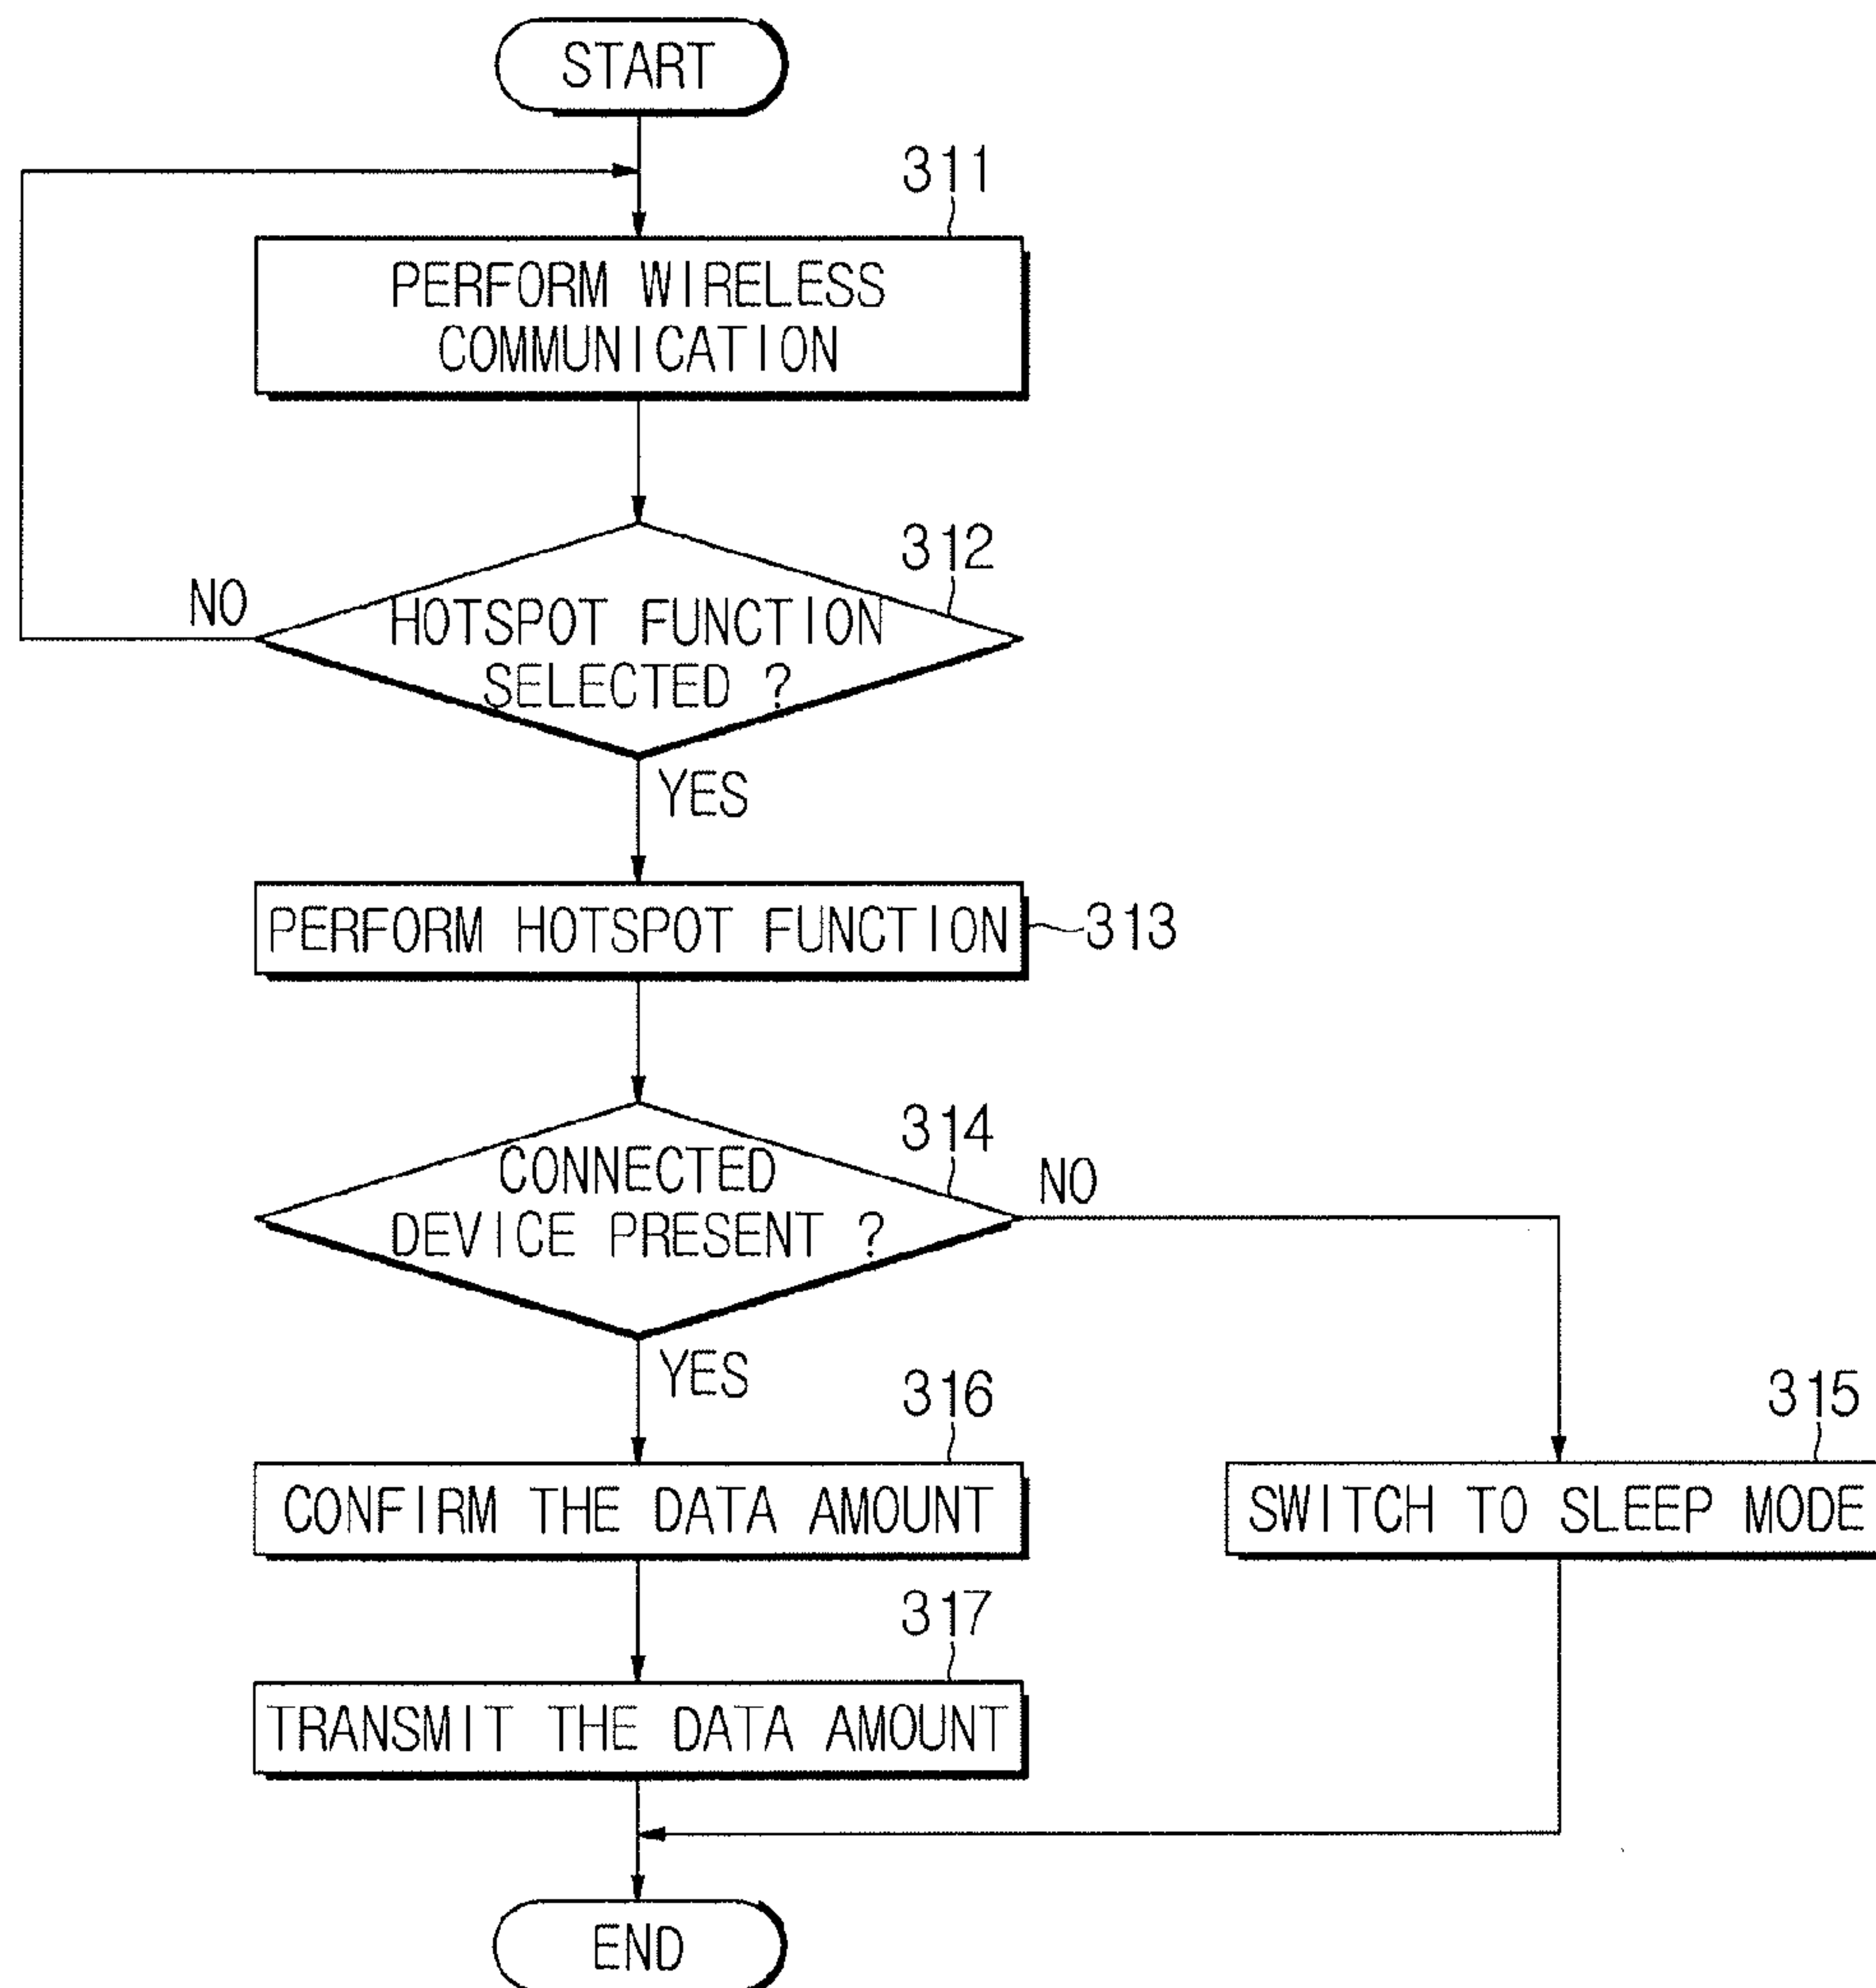 START
311
PERFORM WIRELESS
COMMUNICATION
312
NO
HOTSPOT FUNCTION
SELECTED ?
YES
PERFORM HOTSPOT FUNCTION
313
314
CONNECTED
DEVICE PRESENT ?
NO
YES
316
315
CONFIRM THE DATA AMOUNT
SWITCH TO SLEEP MODE
317
TRANSMIT THE DATA AMOUNT
END